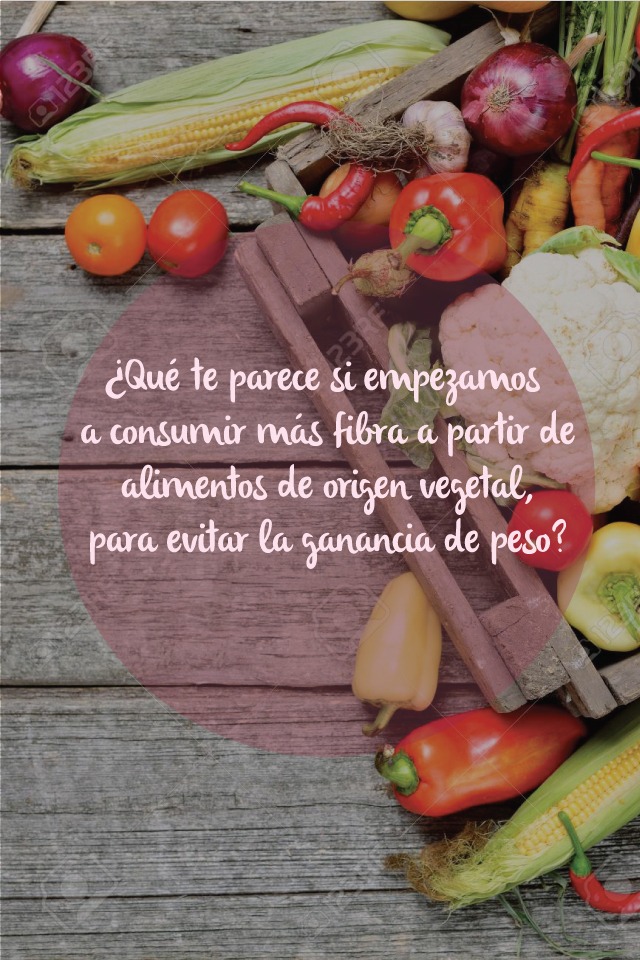 ¿Qué te parece si empezamos
a consumir más fibra a partir de
alimentos de origen vegetal,
para evitar la ganancia de peso?